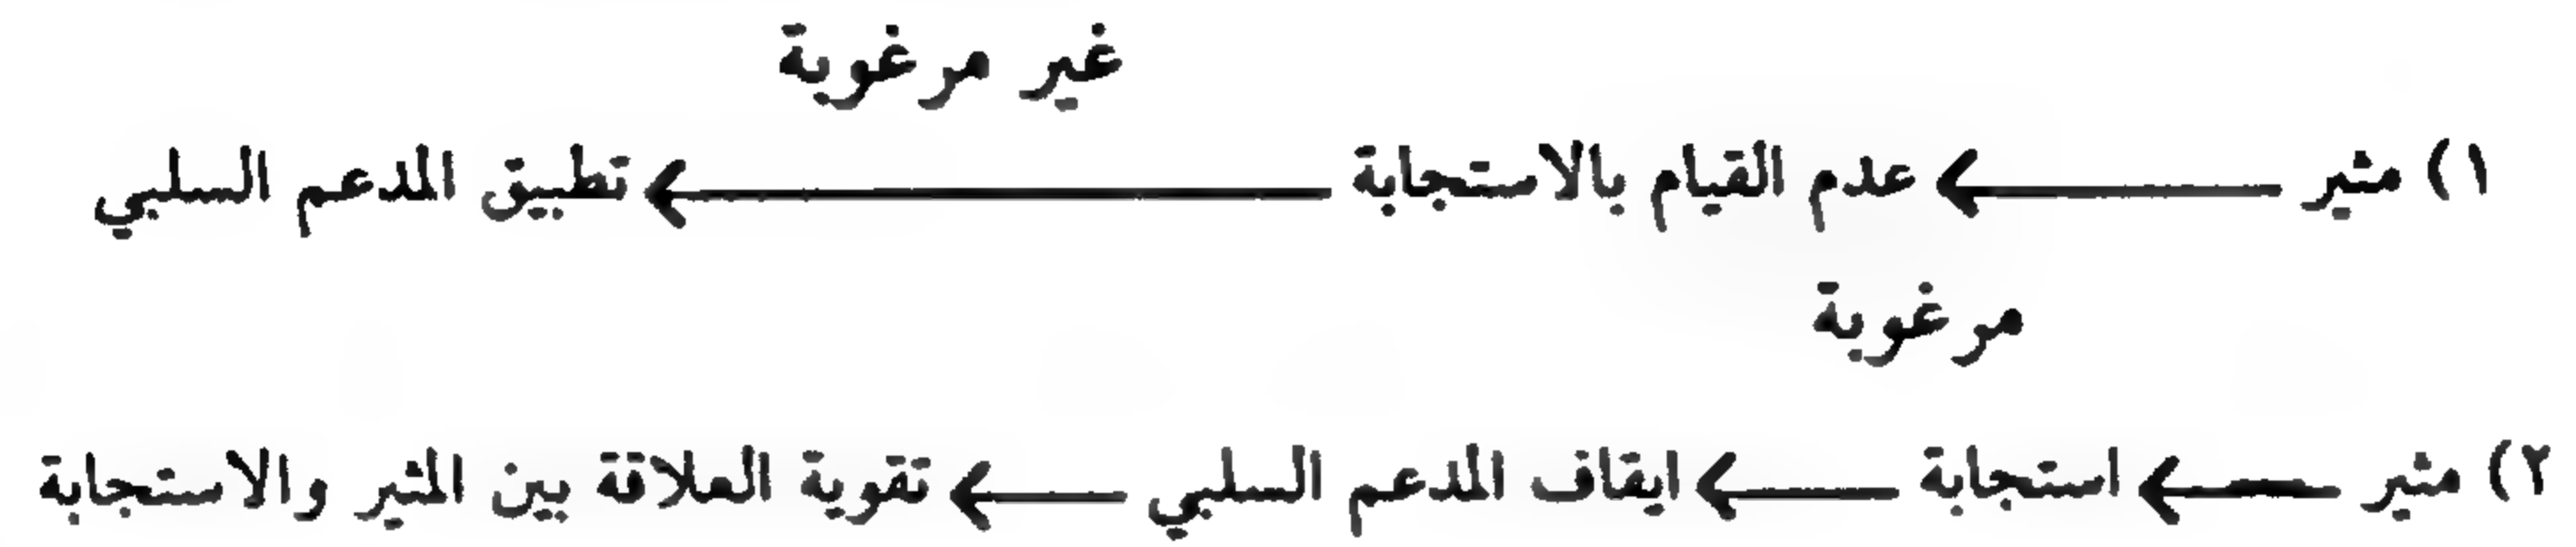 غير مرغوبة
١) مثير ← عدم القيام بالاستجابة ← تطبيق المدعم السلبي
مرغوبة
٢) مثير ← استجابة ← ايقاف المدعم السلبي ← تقوية العلاقة بين المثير والاستجابة